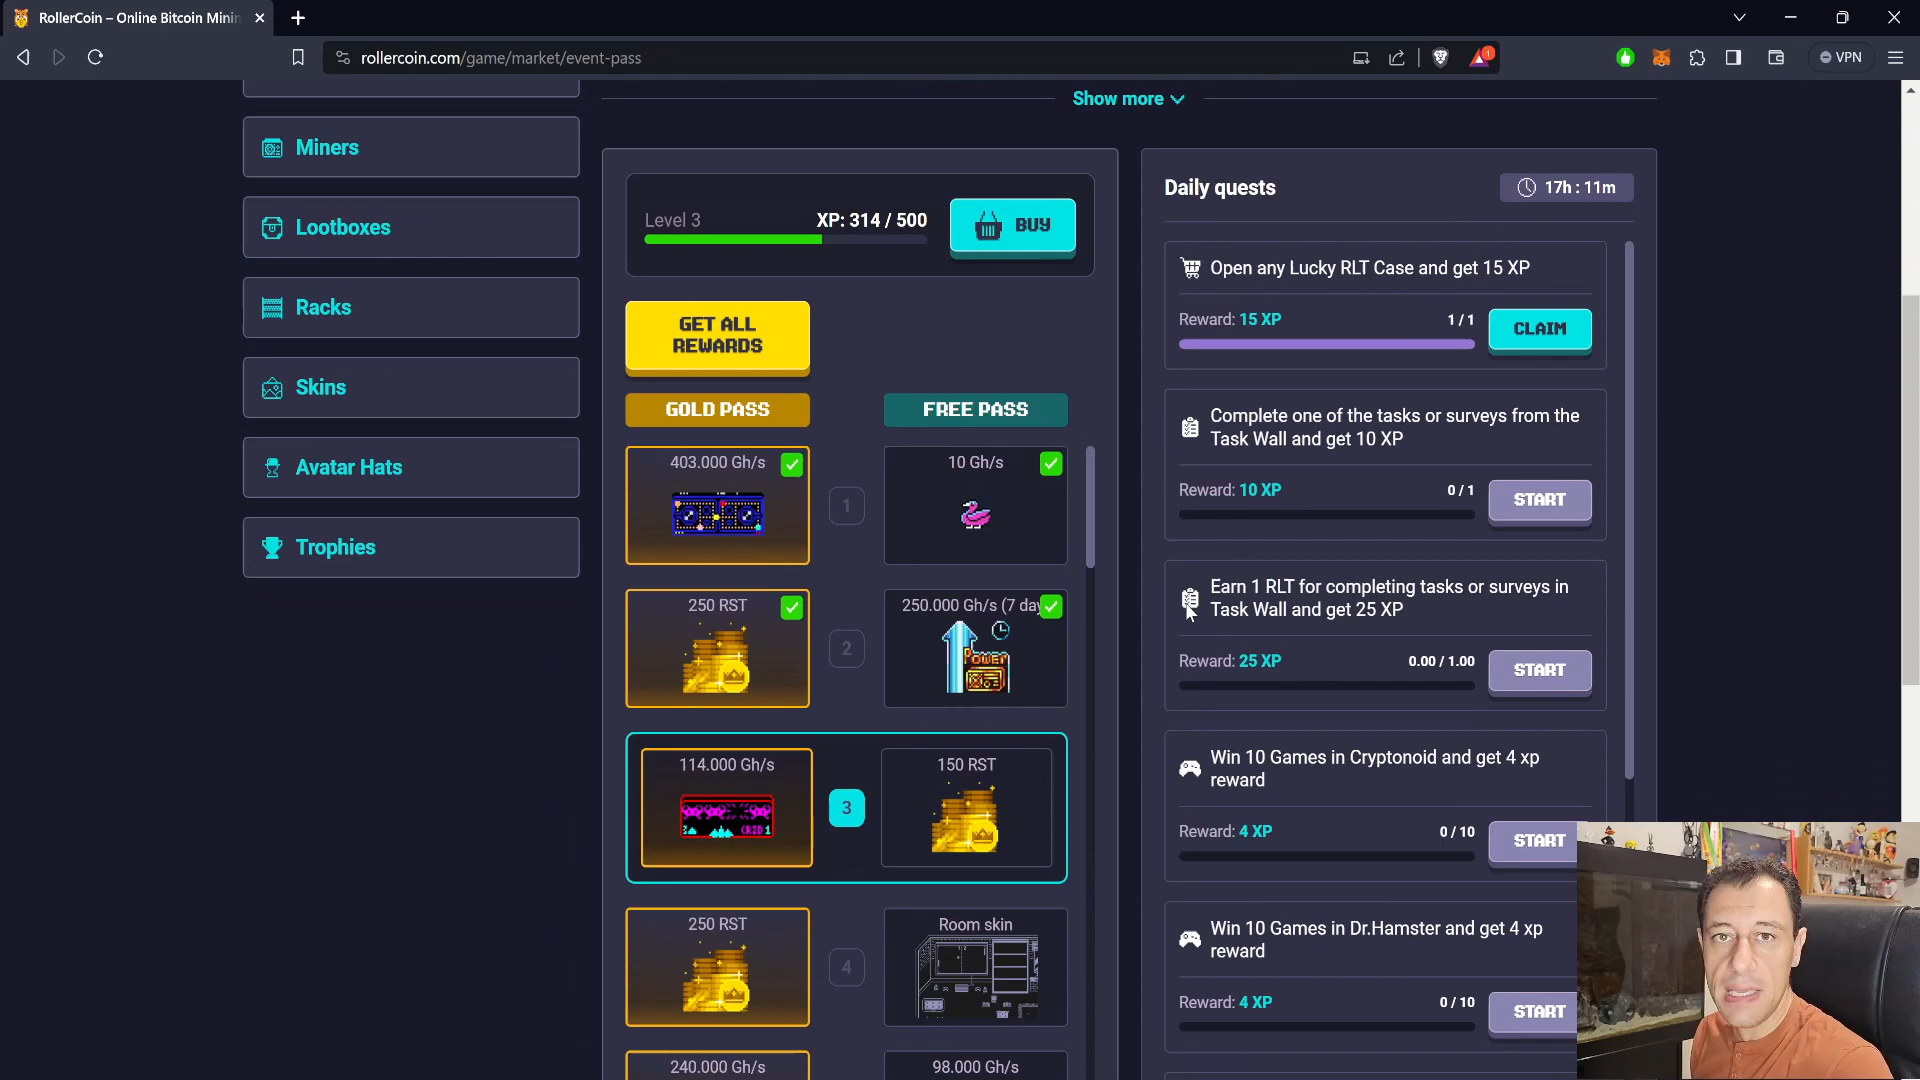 RollerCoin – Online Bitcoin Minin
rollercoin.com/game/market/event-pass
1
VPN
Show more
Miners
Lootboxes
Racks
Skins
Avatar Hats
Trophies
Level 3
XP: 314 / 500
BUY
GET ALL
REWARDS
GOLD PASS
FREE PASS
403.000 Gh/s
1
10 Gh/s
250 RST
2
250.000 Gh/s (7 day
POWER
114.000 Gh/s
3
150 RST
250 RST
4
Room skin
240.000 Gh/s
98.000 Gh/s
Daily quests
17h : 11m
Open any Lucky RLT Case and get 15 XP
Reward: 15 XP
1 / 1
CLAIM
Complete one of the tasks or surveys from the
Task Wall and get 10 XP
Reward: 10 XP
0 / 1
START
Earn 1 RLT for completing tasks or surveys in
Task Wall and get 25 XP
Reward: 25 XP
0.00 / 1.00
START
Win 10 Games in Cryptonoid and get 4 xp
reward
Reward: 4 XP
0 / 10
START
Win 10 Games in Dr.Hamster and get 4 xp
reward
Reward: 4 XP
0 / 10
START